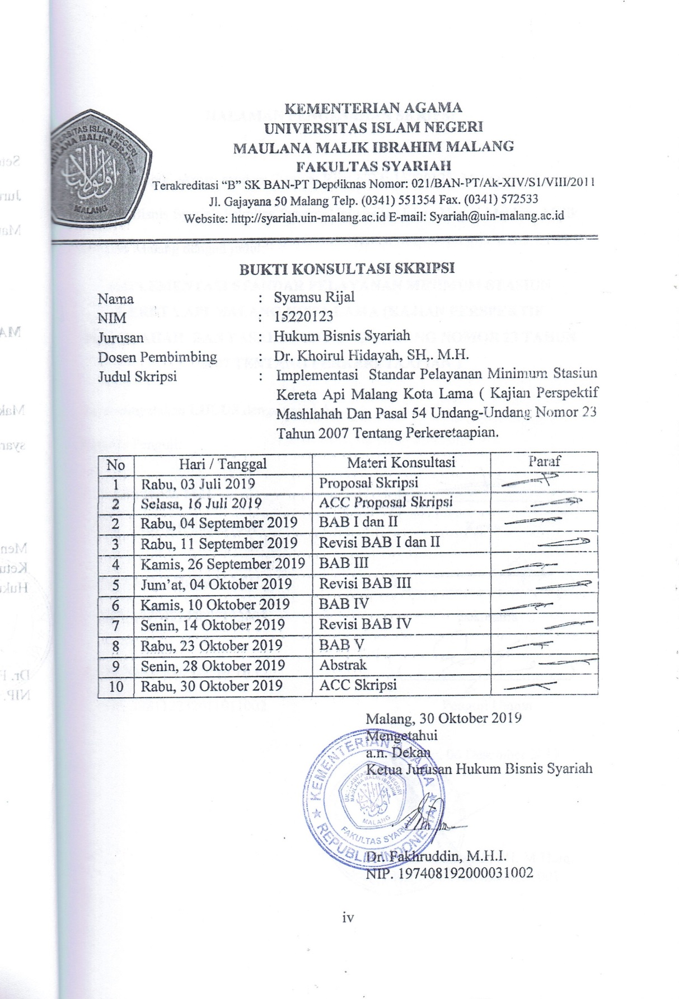 KEMENTERIAN AGAMA
UNIVERSITAS ISLAM NEGERI
MAULANA MALIK IBRAHIM MALANG
FAKULTAS SYARIAH
Terakreditasi “B” SK BAN-PT Depdiknas Nomor: 021/BAN-PT/Ak-XIV/S1/VIII/2011
Jl. Gajayana 50 Malang Telp. (0341) 551354 Fax. (0341) 572533
Website: http://syariah.uin-malang.ac.id E-mail: Syariah@uin-malang.ac.id
UNIVERSITAS ISLAM NEGERI
MAULANA MALIK IBRAHIM
MALANG
BUKTI KONSULTASI SKRIPSI
Nama : Syamsu Rijal
NIM : 15220123
Jurusan : Hukum Bisnis Syariah
Dosen Pembimbing : Dr. Khoirul Hidayah, SH,. M.H.
Judul Skripsi : Implementasi Standar Pelayanan Minimum Stasiun
Kereta Api Malang Kota Lama ( Kajian Perspektif
Mashlahah Dan Pasal 54 Undang-Undang Nomor 23
Tahun 2007 Tentang Perkeretaapian.
No Hari / Tanggal Materi Konsultasi Paraf
1 Rabu, 03 Juli 2019 Proposal Skripsi
2 Selasa, 16 Juli 2019 ACC Proposal Skripsi
2 Rabu, 04 September 2019 BAB I dan II
3 Rabu, 11 September 2019 Revisi BAB I dan II
4 Kamis, 26 September 2019 BAB III
5 Jum’at, 04 Oktober 2019 Revisi BAB III
6 Kamis, 10 Oktober 2019 BAB IV
7 Senin, 14 Oktober 2019 Revisi BAB IV
8 Rabu, 23 Oktober 2019 BAB V
9 Senin, 28 Oktober 2019 Abstrak
10 Rabu, 30 Oktober 2019 ACC Skripsi
Malang, 30 Oktober 2019
Mengetahui
a.n. Dekan
Ketua Jurusan Hukum Bisnis Syariah
KEMENTERIAN AGAMA
REPUBLIK INDONESIA
MAULANA MALIK IBRAHIM
MALANG
FAKULTAS SYARIAH
Dr. Fakhruddin, M.H.I.
NIP. 197408192000031002
iv